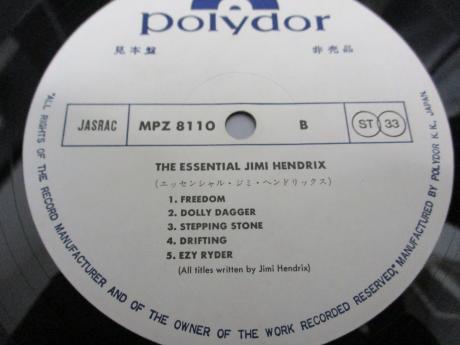 polydor
見本盤 非売品
JASRAC MPZ 8110 B ST 33
THE ESSENTIAL JIMI HENDRIX
(エッセンシャル・ジミ・ヘンドリックス)
1. FREEDOM
2. DOLLY DAGGER
3. STEPPING STONE
4. DRIFTING
5. EZY RYDER
(All titles written by Jimi Hendrix)
"ALL RIGHTS OF THE RECORD MANUFACTURER AND OF THE OWNER OF THE WORK RECORDED RESERVED," MANUFACTURED BY POLYDOR K.K., JAPAN